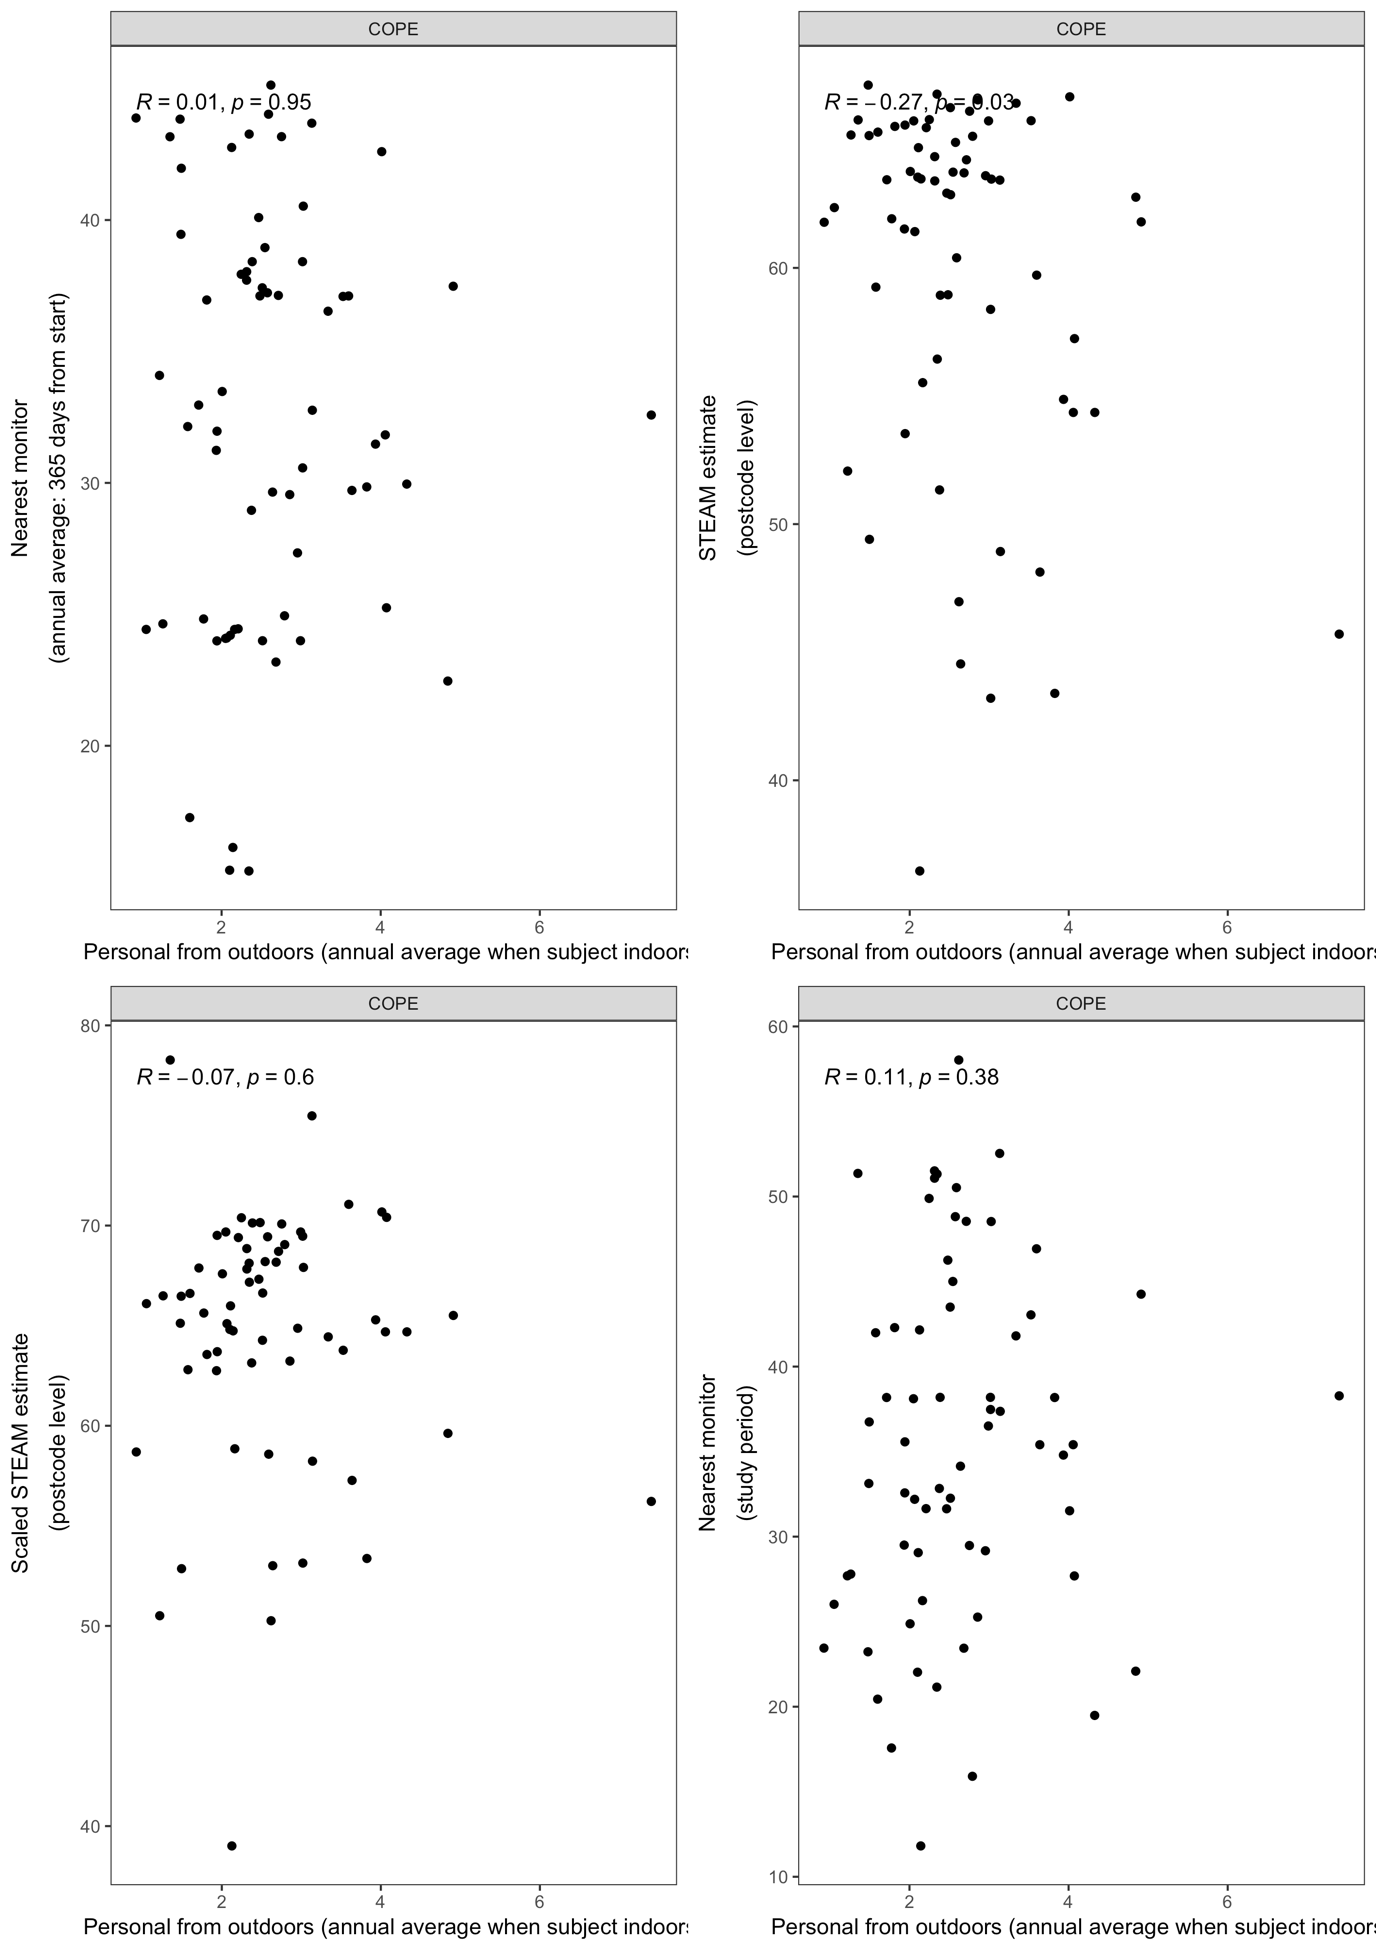 COPE
R = 0.01, p = 0.95
40
30
20
Nearest monitor
(annual average: 365 days from start)
2 4 6
Personal from outdoors (annual average when subject indoors
COPE
R = −0.27, p = 0.03
60
50
40
STEAM estimate
(postcode level)
2 4 6
Personal from outdoors (annual average when subject indoors
COPE
80
R = −0.07, p = 0.6
70
60
50
40
Scaled STEAM estimate
(postcode level)
2 4 6
Personal from outdoors (annual average when subject indoors
COPE
60
R = 0.11, p = 0.38
50
40
30
20
10
Nearest monitor
(study period)
2 4 6
Personal from outdoors (annual average when subject indoors